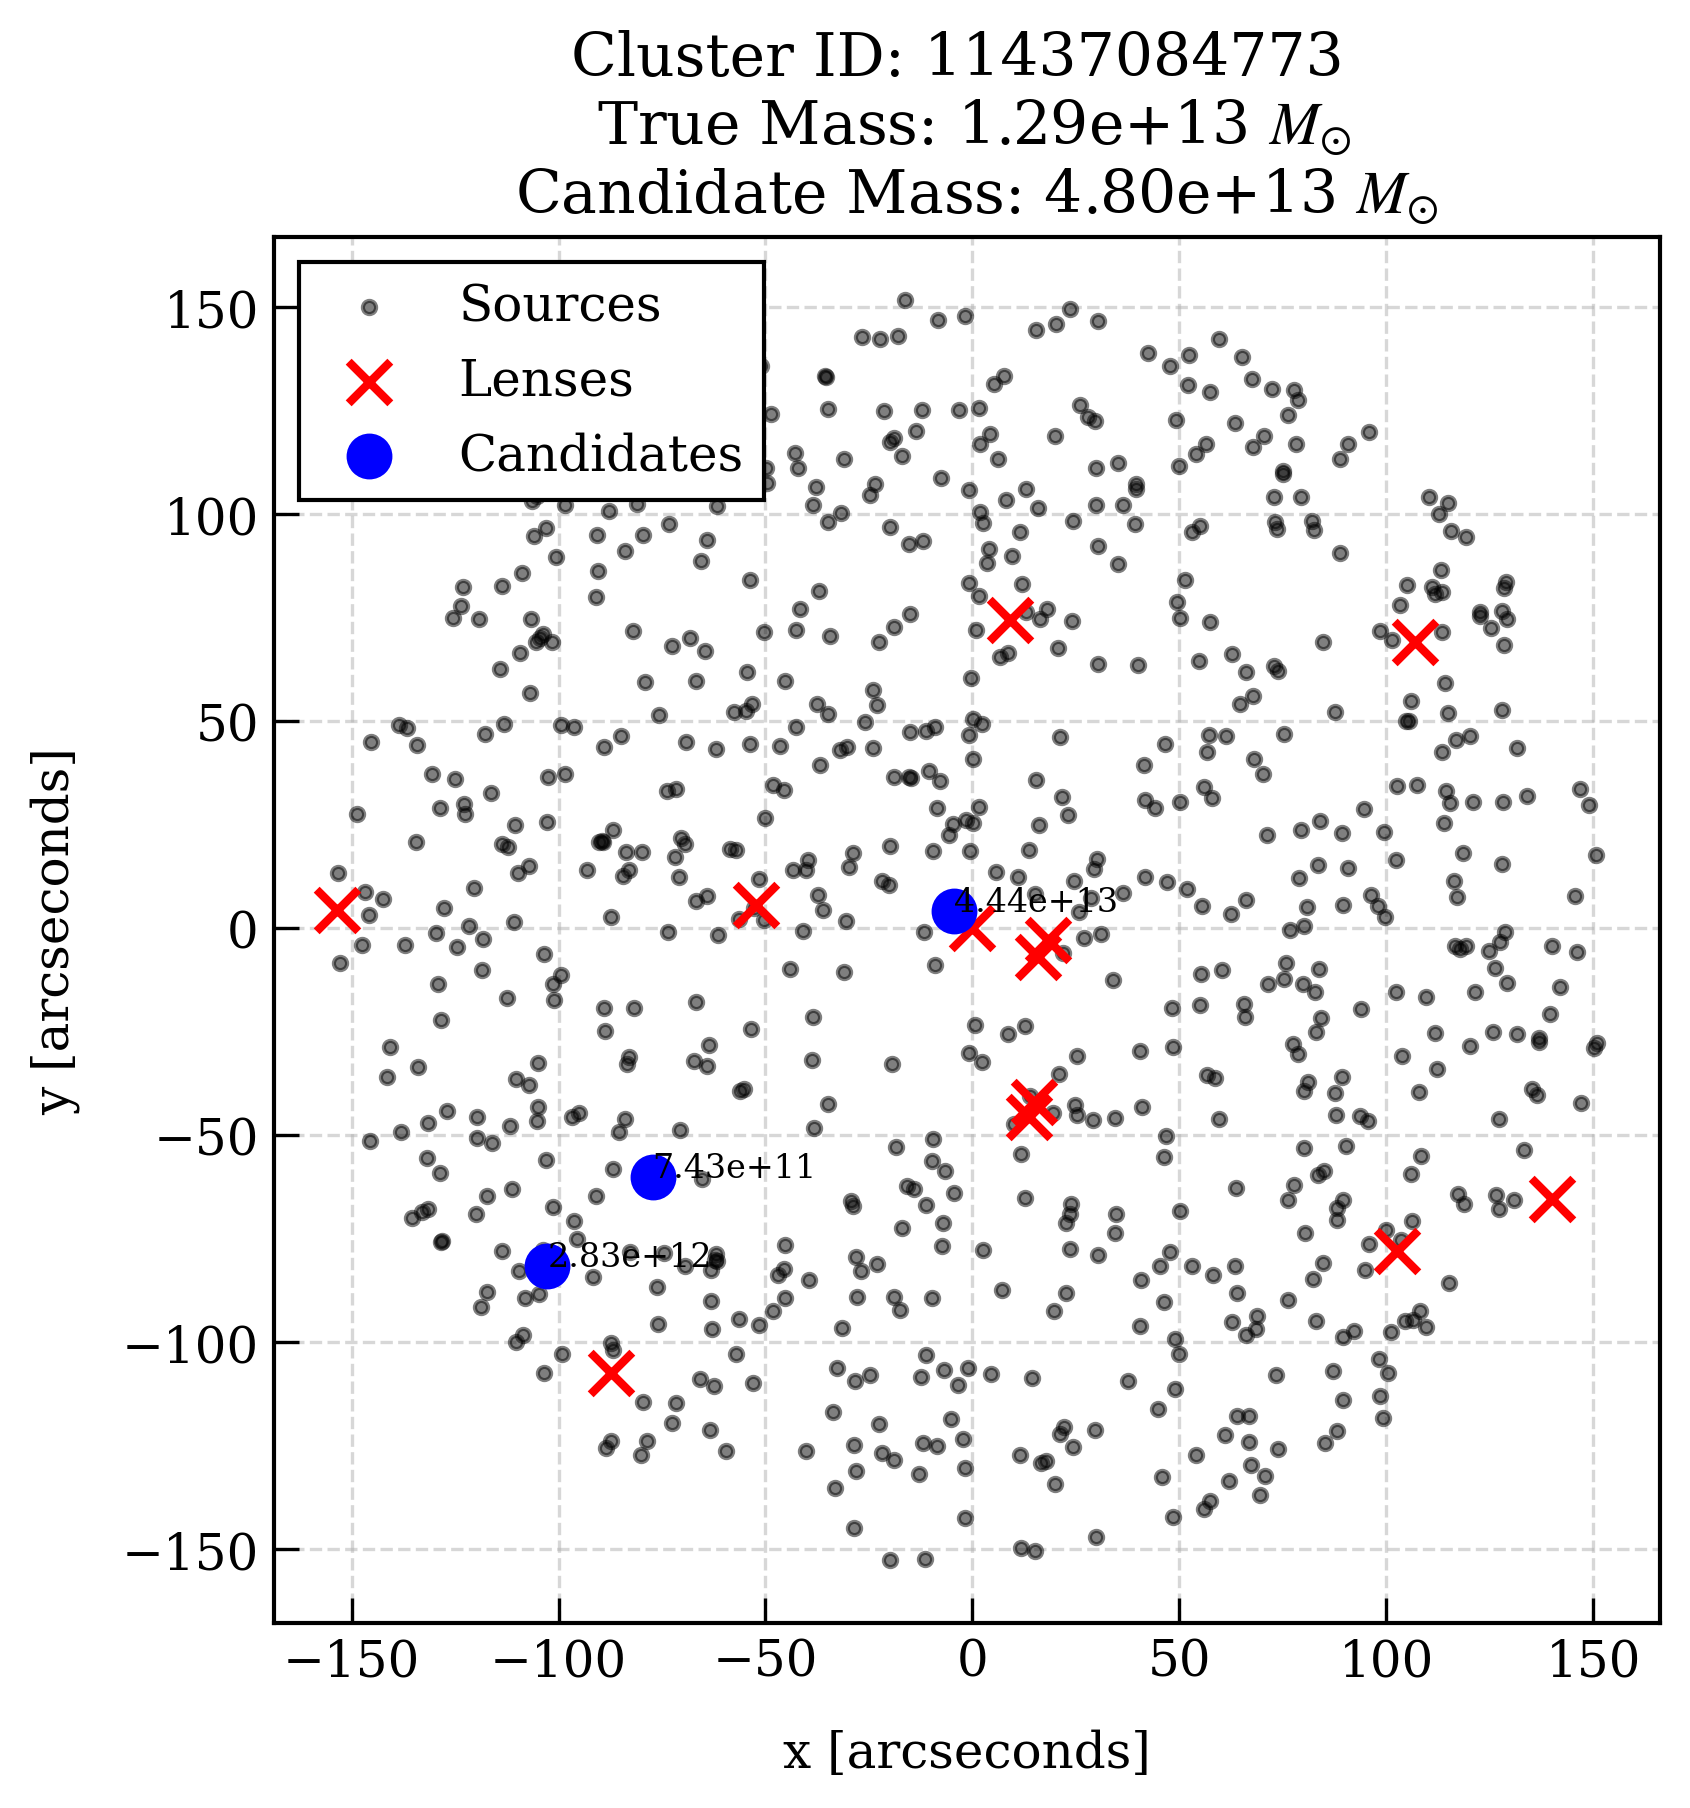 Cluster ID: 11437084773
True Mass: 1.29e+13 M⊙
Candidate Mass: 4.80e+13 M⊙
Sources
Lenses
Candidates
150
100
50
0
−50
−100
−150
y [arcseconds]
4.44e+13
7.43e+11
2.83e+12
−150 −100 −50 0 50 100 150
x [arcseconds]